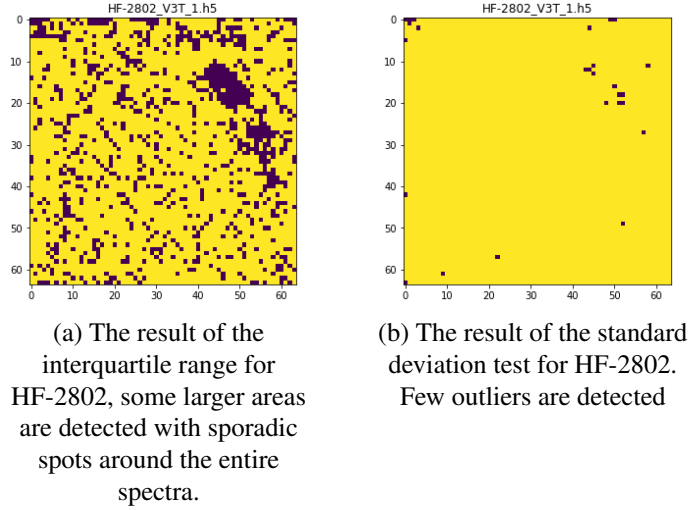 HF-2802_V3T_1.h5
0
10
20
30
40
50
60
0 10 20 30 40 50 60
HF-2802_V3T_1.h5
0
10
20
30
40
50
60
0 10 20 30 40 50 60
(a) The result of the
interquartile range for
HF-2802, some larger areas
are detected with sporadic
spots around the entire
spectra.
(b) The result of the standard
deviation test for HF-2802.
Few outliers are detected